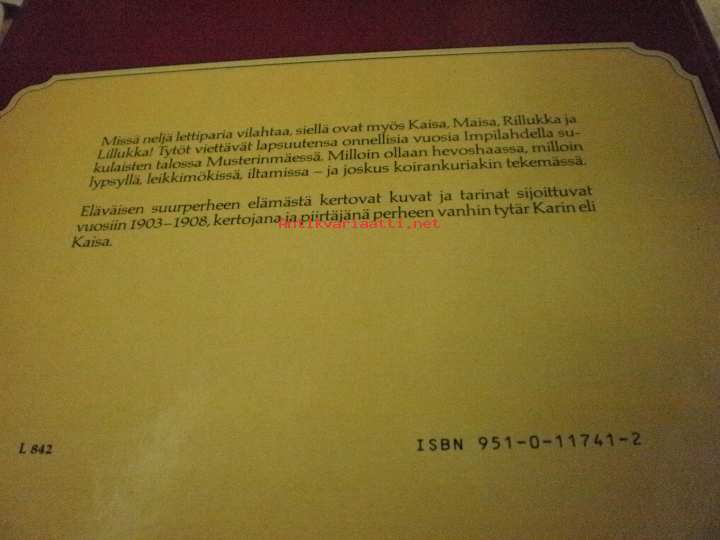 Missä neljä lettiparia vilahtaa, siellä ovat myös Kaisa, Maisa, Rillukka ja
Lillukka! Tytöt viettävät lapsuutensa onnellisia vuosia Impilahdella su-
kulaisten talossa Musterinmäessä. Milloin ollaan hevoshaassa, milloin
lypsyllä, leikkimökissä, iltamissa – ja joskus koirankuriakin tekemässä.
Eläväisen suurperheen elämästä kertovat kuvat ja tarinat sijoittuvat
vuosiin 1903–1908, kertojana ja piirtäjänä perheen vanhin tytär Karin eli
Kaisa.
Antikvariaatti.net
L 842
ISBN 951-0-11741-2